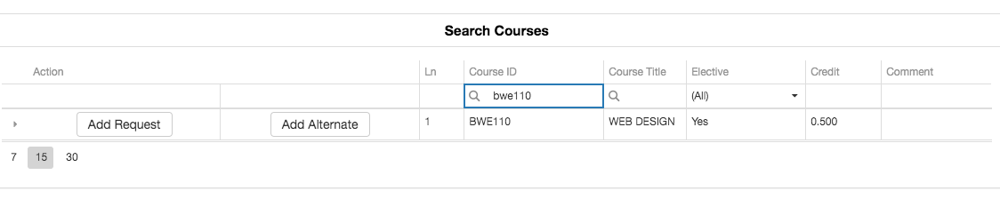 Search Courses
Action Ln Course ID Course Title Elective Credit Comment
bwe110 (All)
Add Request Add Alternate 1 BWE110 WEB DESIGN Yes 0.500
7 15 30